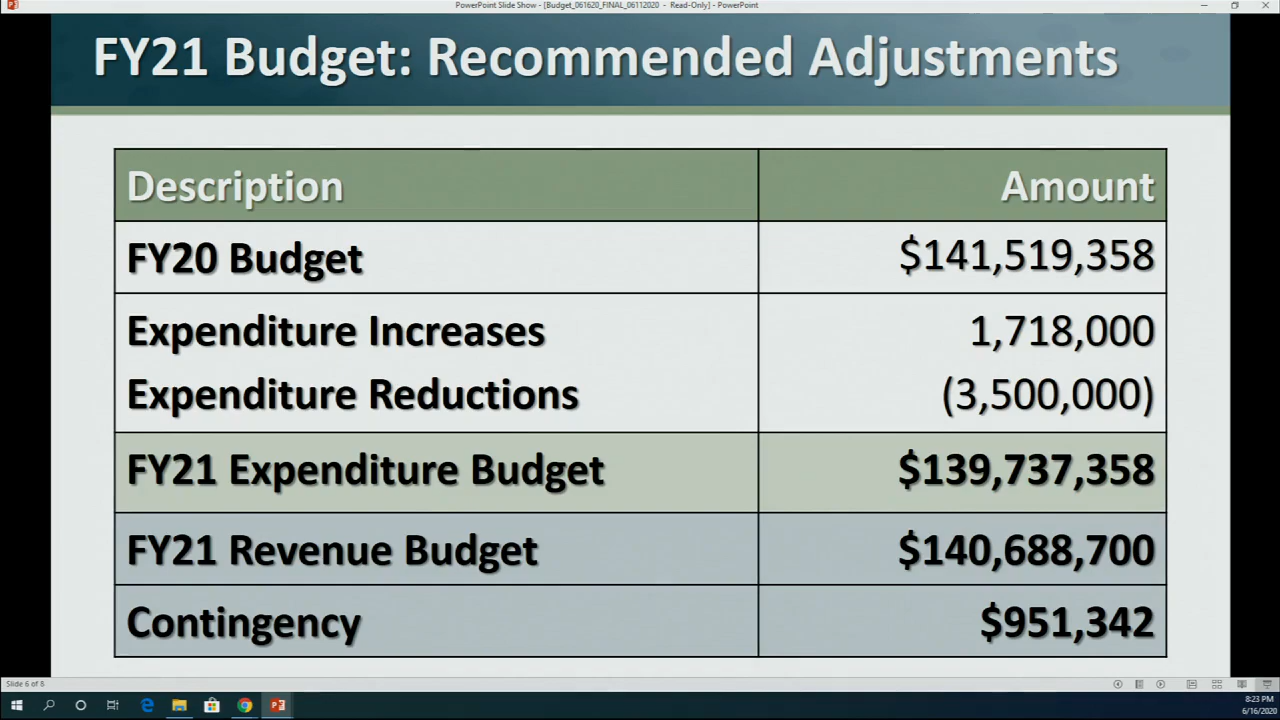 PowerPoint Slide Show - [Budget_061620_FINAL_06112020 - Read-Only] - PowerPoint
FY21 Budget: Recommended Adjustments
Description Amount
FY20 Budget $141,519,358
Expenditure Increases 1,718,000
Expenditure Reductions (3,500,000)
FY21 Expenditure Budget $139,737,358
FY21 Revenue Budget $140,688,700
Contingency $951,342
Slide 6 of 8
8:23 PM
6/16/2020